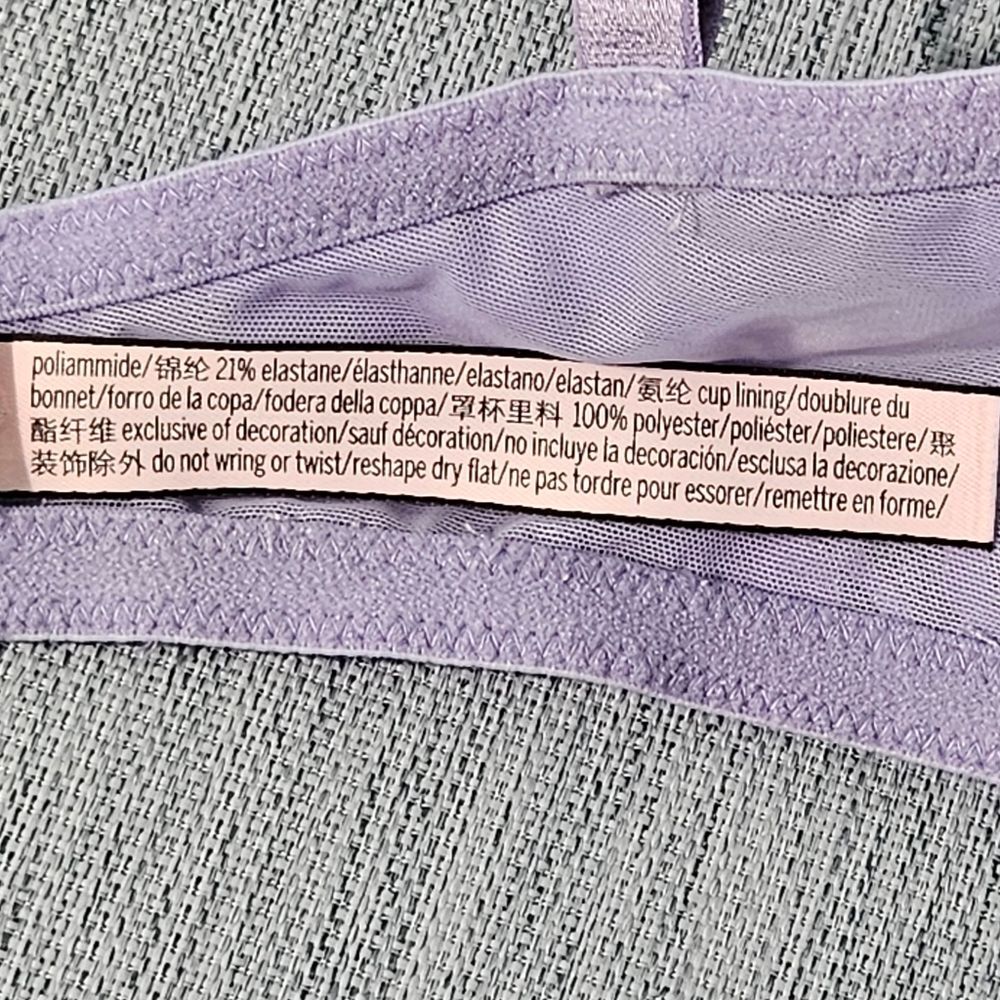 poliammide/锦纶 21% elastane/élasthanne/elastano/elastan/氨纶 cup lining/doublure du
bonnet/forro de la copa/fodera della coppa/罩杯里料 100% polyester/poliéster/poliestere/聚
酯纤维 exclusive of decoration/sauf décoration/no incluye la decoración/esclusa la decorazione/
装饰除外 do not wring or twist/reshape dry flat/ne pas tordre pour essorer/remettre en forme/